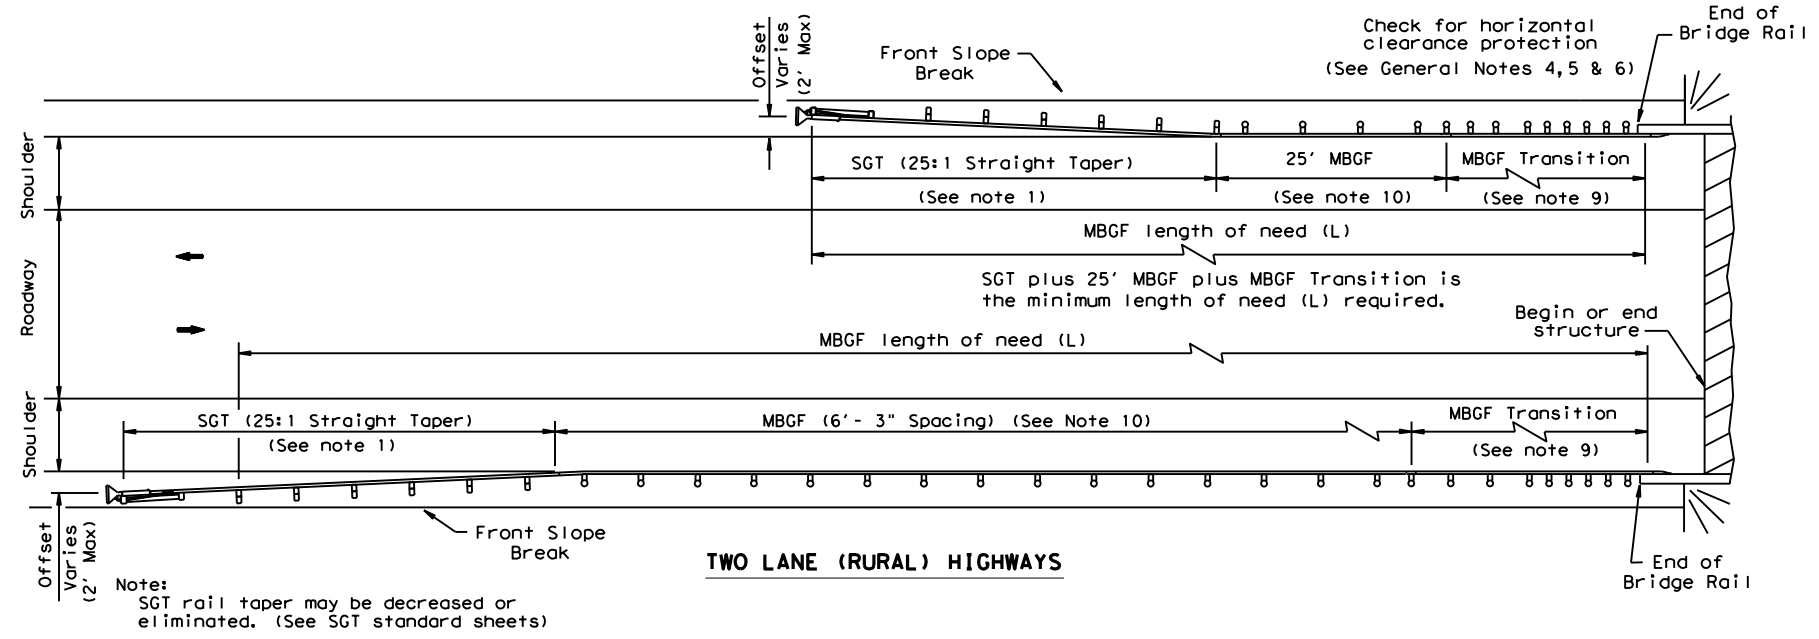 End of
Bridge Rail
Check for horizontal
clearance protection
(See General Notes 4,5 & 6)
Front Slope
Break
Offset
Varies
(2' Max)
Shoulder
SGT (25:1 Straight Taper)
(See note 1)
25' MBGF
(See note 10)
MBGF Transition
(See note 9)
MBGF length of need (L)
SGT plus 25' MBGF plus MBGF Transition is
the minimum length of need (L) required.
Roadway
Begin or end
structure
MBGF length of need (L)
Shoulder
SGT (25:1 Straight Taper)
(See note 1)
MBGF (6'- 3" Spacing) (See Note 10)
MBGF Transition
(See note 9)
Offset
Varies
(2' Max)
Front Slope
Break
TWO LANE (RURAL) HIGHWAYS
End of
Bridge Rail
Note:
SGT rail taper may be decreased or
eliminated. (See SGT standard sheets)